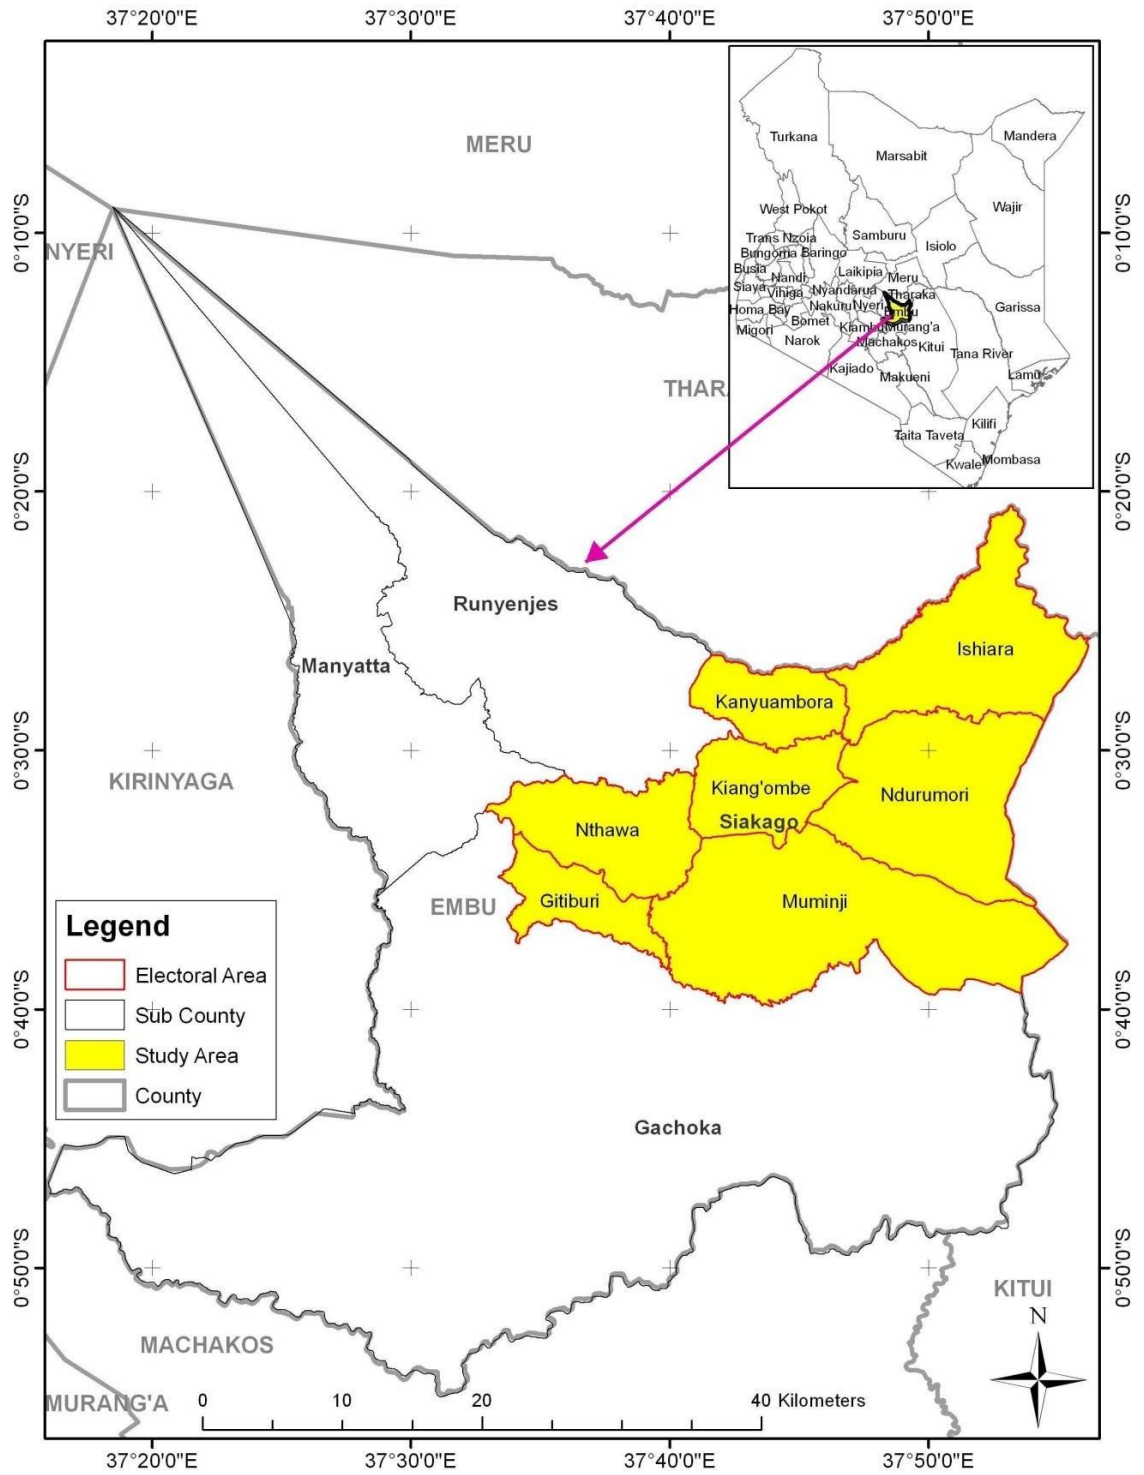 37°20'0"E
37°30'0"E
37°40'0"E
37°50'0"E
0°10'0"S
0°20'0"S
0°30'0"S
0°40'0"S
0°50'0"S
0°10'0"S
0°20'0"S
0°30'0"S
0°40'0"S
0°50'0"S
MERU
NYERI
THARA
Turkana
Marsabit
Mandera
Wajir
West Pokot
Samburu
Isiolo
Trans Nzoia
Bungoma
Baringo
Busia
Nandi
Laikipia
Meru
Siaya
Vihiga
Nyandarua
Tharaka
Garissa
Homa Bay
Nakuru
Nyeri
Embu
Migori
Bomet
Kiambu
Murang'a
Narok
Machakos
Kitui
Tana River
Kajiado
Makueni
Lamu
Taita Taveta
Kilifi
Kwale
Mombasa
Runyenjes
Manyatta
Ishiara
Kanyuambora
KIRINYAGA
Kiang'ombe
Ndurumori
Siakago
Nthawa
Gitiburi
Muminji
EMBU
Legend
Electoral Area
Sub County
Study Area
County
Gachoka
KITUI
N
MACHAKOS
MURANG'A
0 10 20 40 Kilometers
37°20'0"E
37°30'0"E
37°40'0"E
37°50'0"E